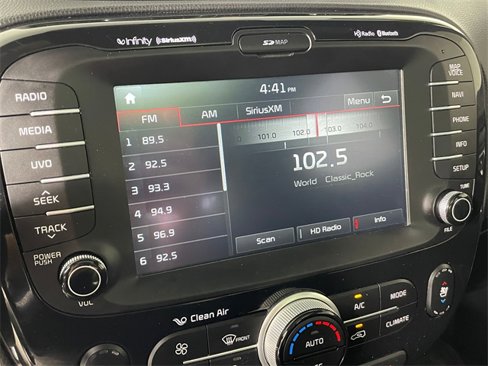 infinity SiriusXM
SD MAP
HD Radio Bluetooth
4:41 PM
FM AM SiriusXM Menu
1 89.5
2 92.5
3 93.3
4 94.9
5 96.9
6 92.5
0 101.0 102.0 103.0 104.0
102.5
World Classic_Rock
Scan HD Radio Info
RADIO
MEDIA
UVO
SEEK
TRACK
POWER
PUSH
VOL
MAP
VOICE
NAV
PHONE
INFO
SETUP
TUNE
FILE
Clean Air
FRONT
AUTO
A/C
MODE
CLIMATE